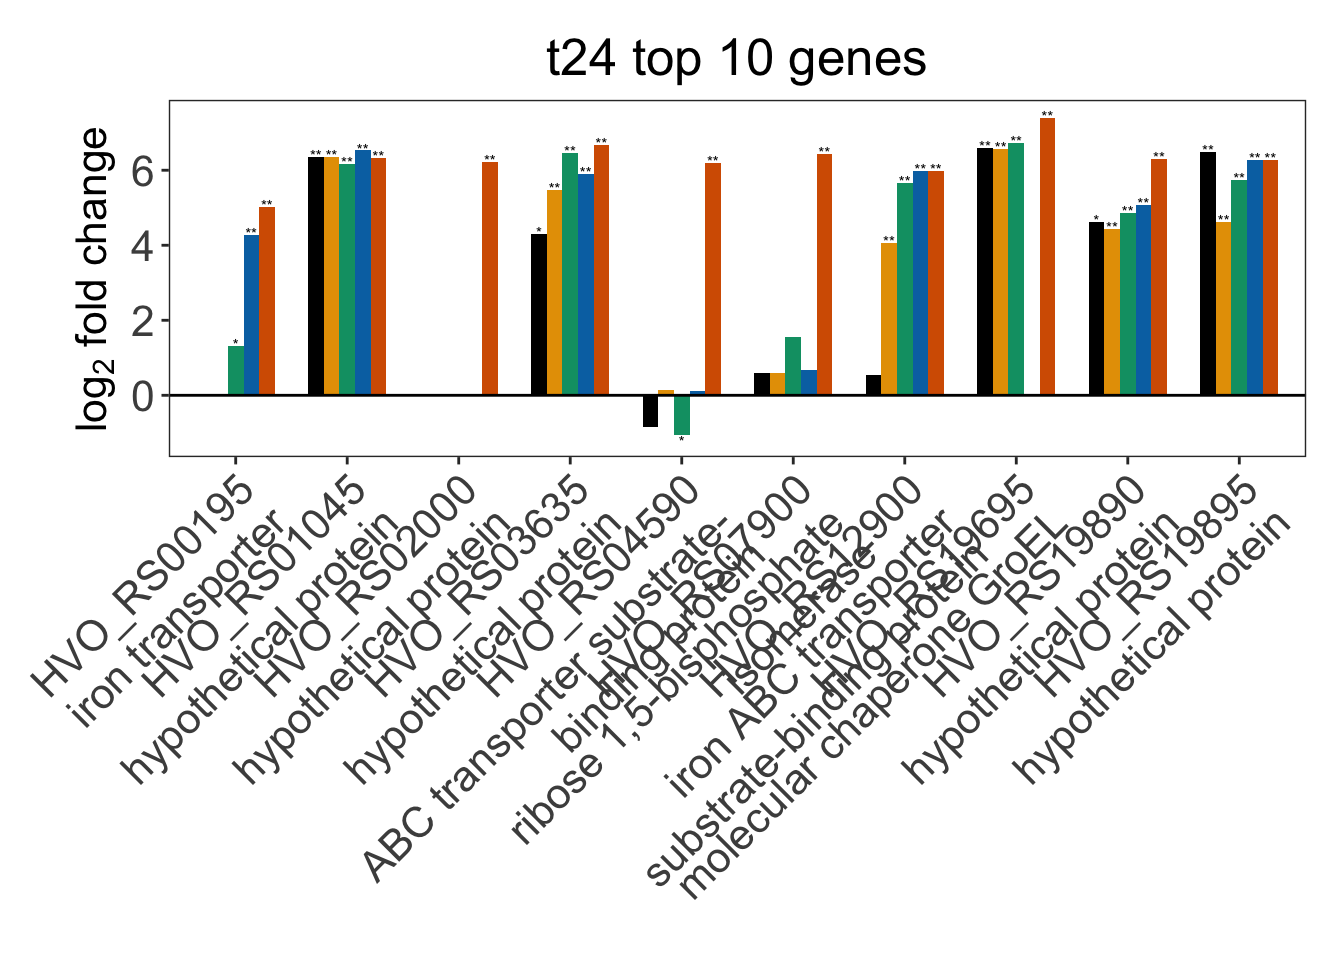 t24 top 10 genes
log2 fold change
6
4
2
0
HVO_RS00195
iron transporter
HVO_RS01045
hypothetical protein
HVO_RS02000
hypothetical protein
HVO_RS03635
hypothetical protein
HVO_RS04590
ABC transporter substrate-
binding protein
HVO_RS07900
ribose 1,5-bisphosphate
isomerase
HVO_RS12900
iron ABC transporter
substrate-binding protein
HVO_RS19695
molecular chaperone GroEL
HVO_RS19890
hypothetical protein
HVO_RS19895
hypothetical protein